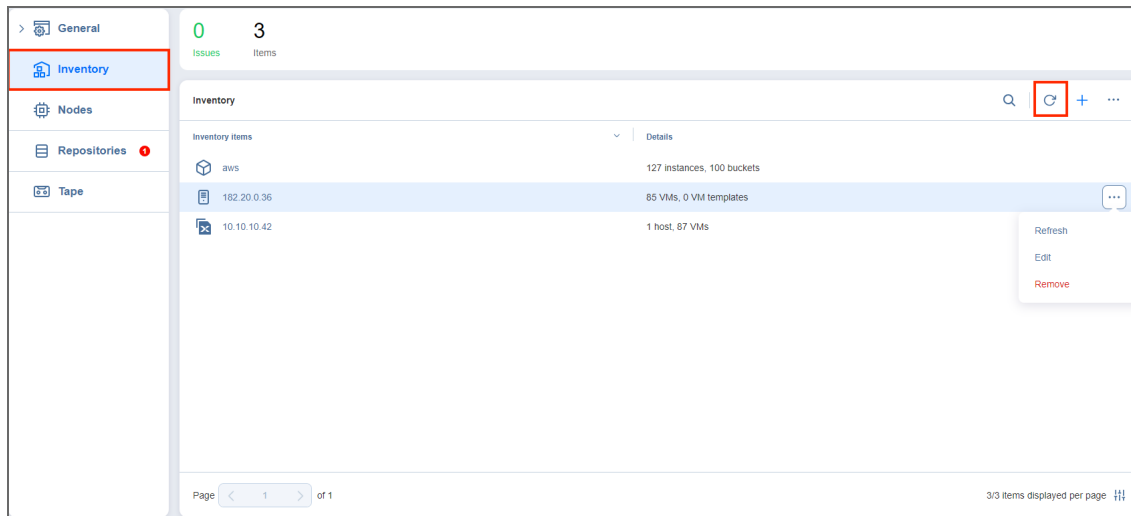 General
Inventory
Nodes
Repositories 1
Tape
0 3
Issues Items
Inventory
Inventory items Details
aws 127 instances, 100 buckets
182.20.0.36 85 VMs, 0 VM templates
10.10.10.42 1 host, 87 VMs
Refresh
Edit
Remove
Page 1 of 1 3/3 items displayed per page